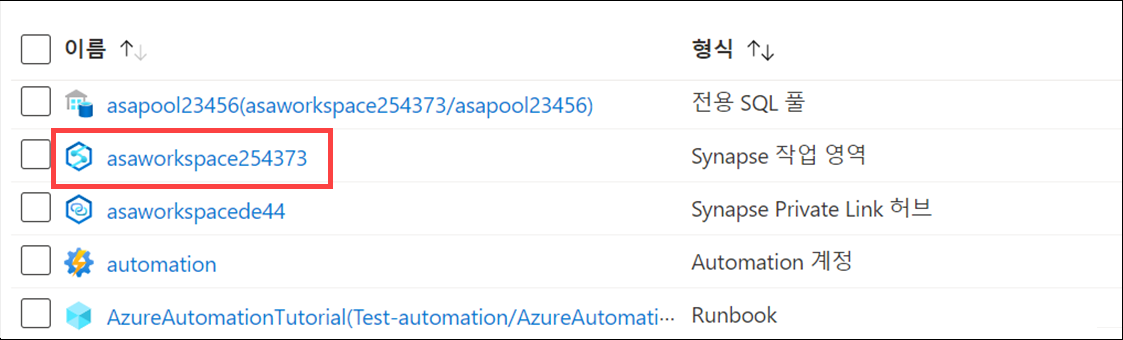 이름 ↑↓ 형식 ↑↓
asapool23456(asaworkspace254373/asapool23456) 전용 SQL 풀
asaworkspace254373 Synapse 작업 영역
asaworkspacede44 Synapse Private Link 허브
automation Automation 계정
AzureAutomationTutorial(Test-automation/AzureAutomati··· Runbook